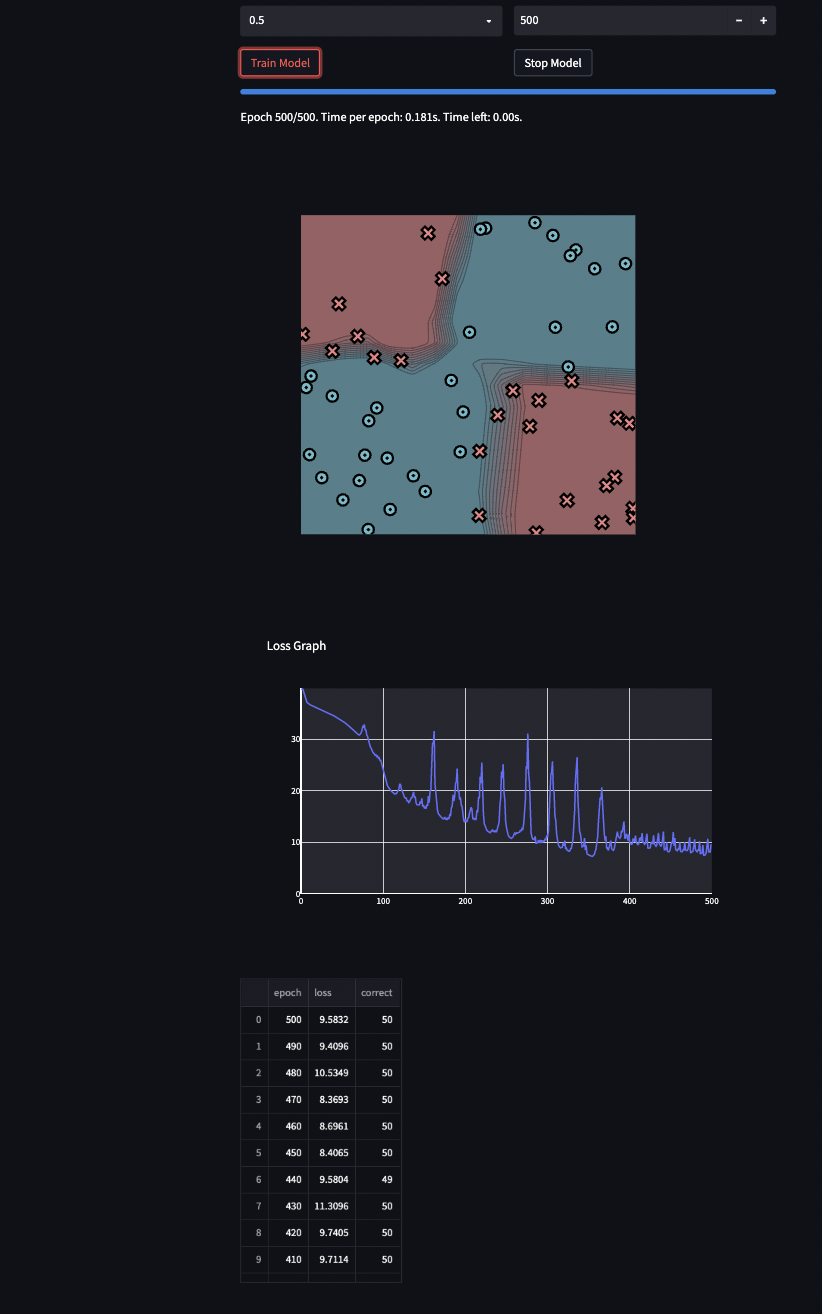 0.5 500 − +
Train Model Stop Model
Epoch 500/500. Time per epoch: 0.181s. Time left: 0.00s.
Loss Graph
30
20
10
0
0 100 200 300 400 500
epoch loss correct
0 500 9.5832 50
1 490 9.4096 50
2 480 10.5349 50
3 470 8.3693 50
4 460 8.6961 50
5 450 8.4065 50
6 440 9.5804 49
7 430 11.3096 50
8 420 9.7405 50
9 410 9.7114 50